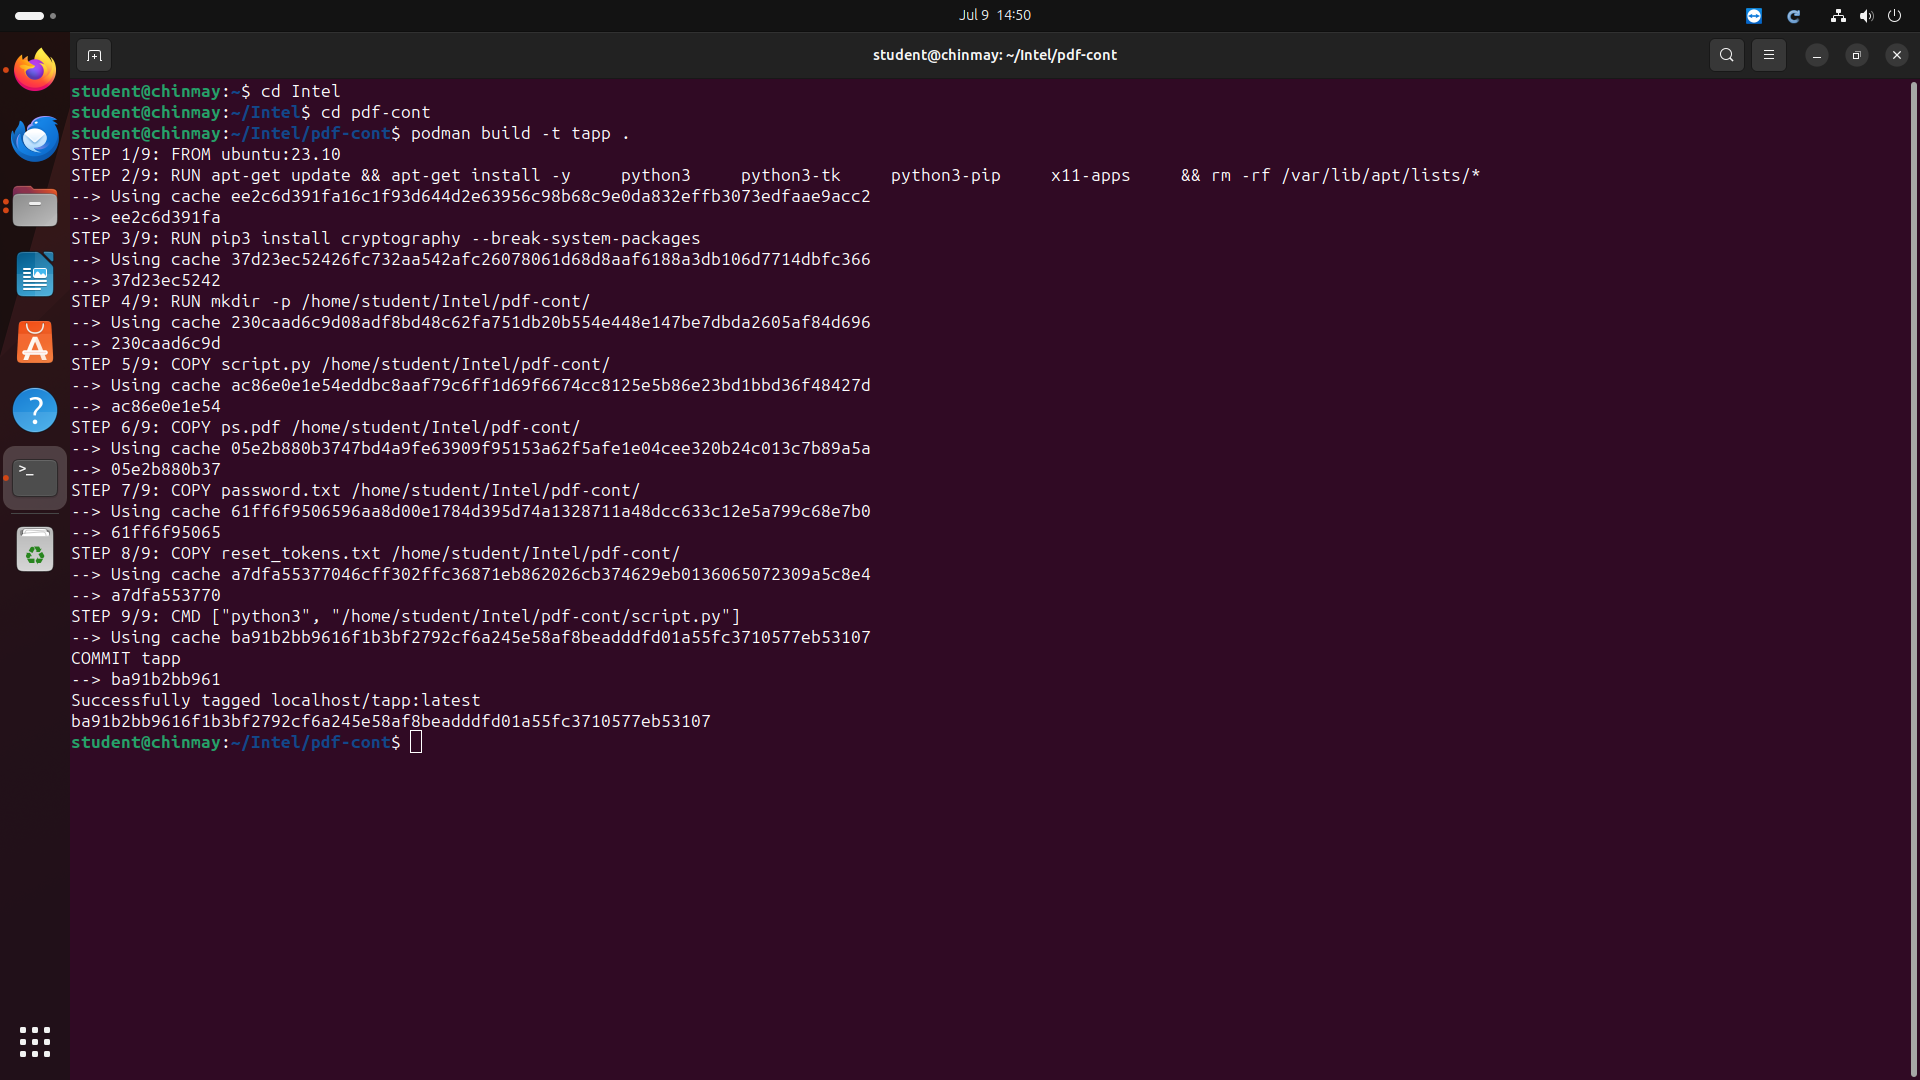 Jul 9 14:50
student@chinmay: ~/Intel/pdf-cont
student@chinmay:~$ cd Intel
student@chinmay:~/Intel$ cd pdf-cont
student@chinmay:~/Intel/pdf-cont$ podman build -t tapp .
STEP 1/9: FROM ubuntu:23.10
STEP 2/9: RUN apt-get update && apt-get install -y     python3     python3-tk     python3-pip     x11-apps     && rm -rf /var/lib/apt/lists/*
--> Using cache ee2c6d391fa16c1f93d644d2e63956c98b68c9e0da832effb3073edfaae9acc2
--> ee2c6d391fa
STEP 3/9: RUN pip3 install cryptography --break-system-packages
--> Using cache 37d23ec52426fc732aa542afc26078061d68d8aaf6188a3db106d7714dbfc366
--> 37d23ec5242
STEP 4/9: RUN mkdir -p /home/student/Intel/pdf-cont/
--> Using cache 230caad6c9d08adf8bd48c62fa751db20b554e448e147be7dbda2605af84d696
--> 230caad6c9d
STEP 5/9: COPY script.py /home/student/Intel/pdf-cont/
--> Using cache ac86e0e1e54eddbc8aaf79c6ff1d69f6674cc8125e5b86e23bd1bbd36f48427d
--> ac86e0e1e54
STEP 6/9: COPY ps.pdf /home/student/Intel/pdf-cont/
--> Using cache 05e2b880b3747bd4a9fe63909f95153a62f5afe1e04cee320b24c013c7b89a5a
--> 05e2b880b37
STEP 7/9: COPY password.txt /home/student/Intel/pdf-cont/
--> Using cache 61ff6f9506596aa8d00e1784d395d74a1328711a48dcc633c12e5a799c68e7b0
--> 61ff6f95065
STEP 8/9: COPY reset_tokens.txt /home/student/Intel/pdf-cont/
--> Using cache a7dfa55377046cff302ffc36871eb862026cb374629eb0136065072309a5c8e4
--> a7dfa553770
STEP 9/9: CMD ["python3", "/home/student/Intel/pdf-cont/script.py"]
--> Using cache ba91b2bb9616f1b3bf2792cf6a245e58af8beadddfd01a55fc3710577eb53107
COMMIT tapp
--> ba91b2bb961
Successfully tagged localhost/tapp:latest
ba91b2bb9616f1b3bf2792cf6a245e58af8beadddfd01a55fc3710577eb53107
student@chinmay:~/Intel/pdf-cont$